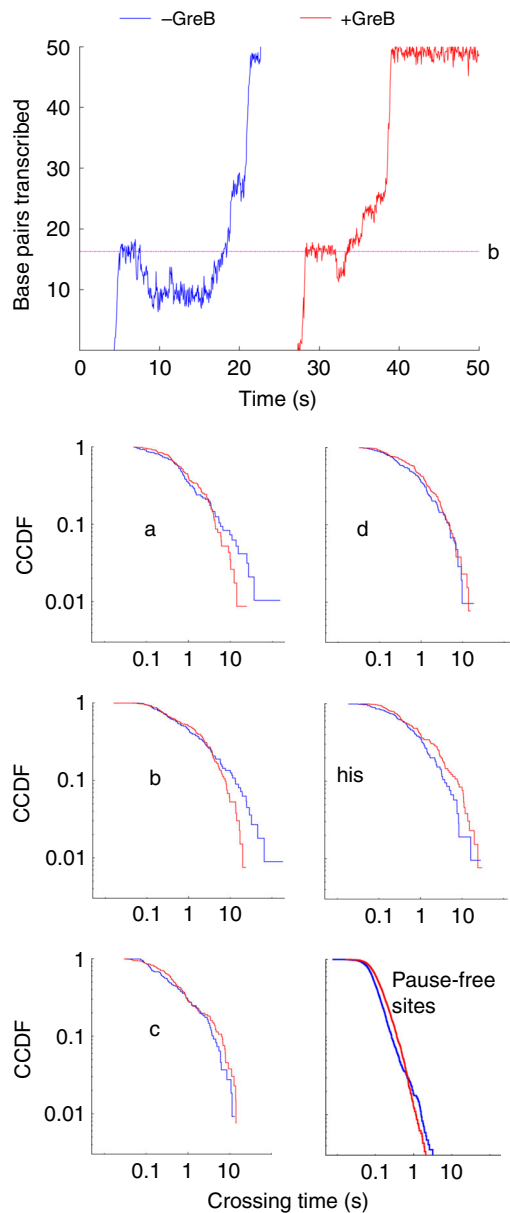 –GreB +GreB
Base pairs transcribed
50
40
30
20
10
b
0 10 20 30 40 50
Time (s)
CCDF
1
0.1
0.01
a
0.1 1 10
d
0.1 1 10
CCDF
1
0.1
0.01
b
0.1 1 10
his
0.1 1 10
CCDF
1
0.1
0.01
c
0.1 1 10
Pause-free
sites
0.1 1 10
Crossing time (s)